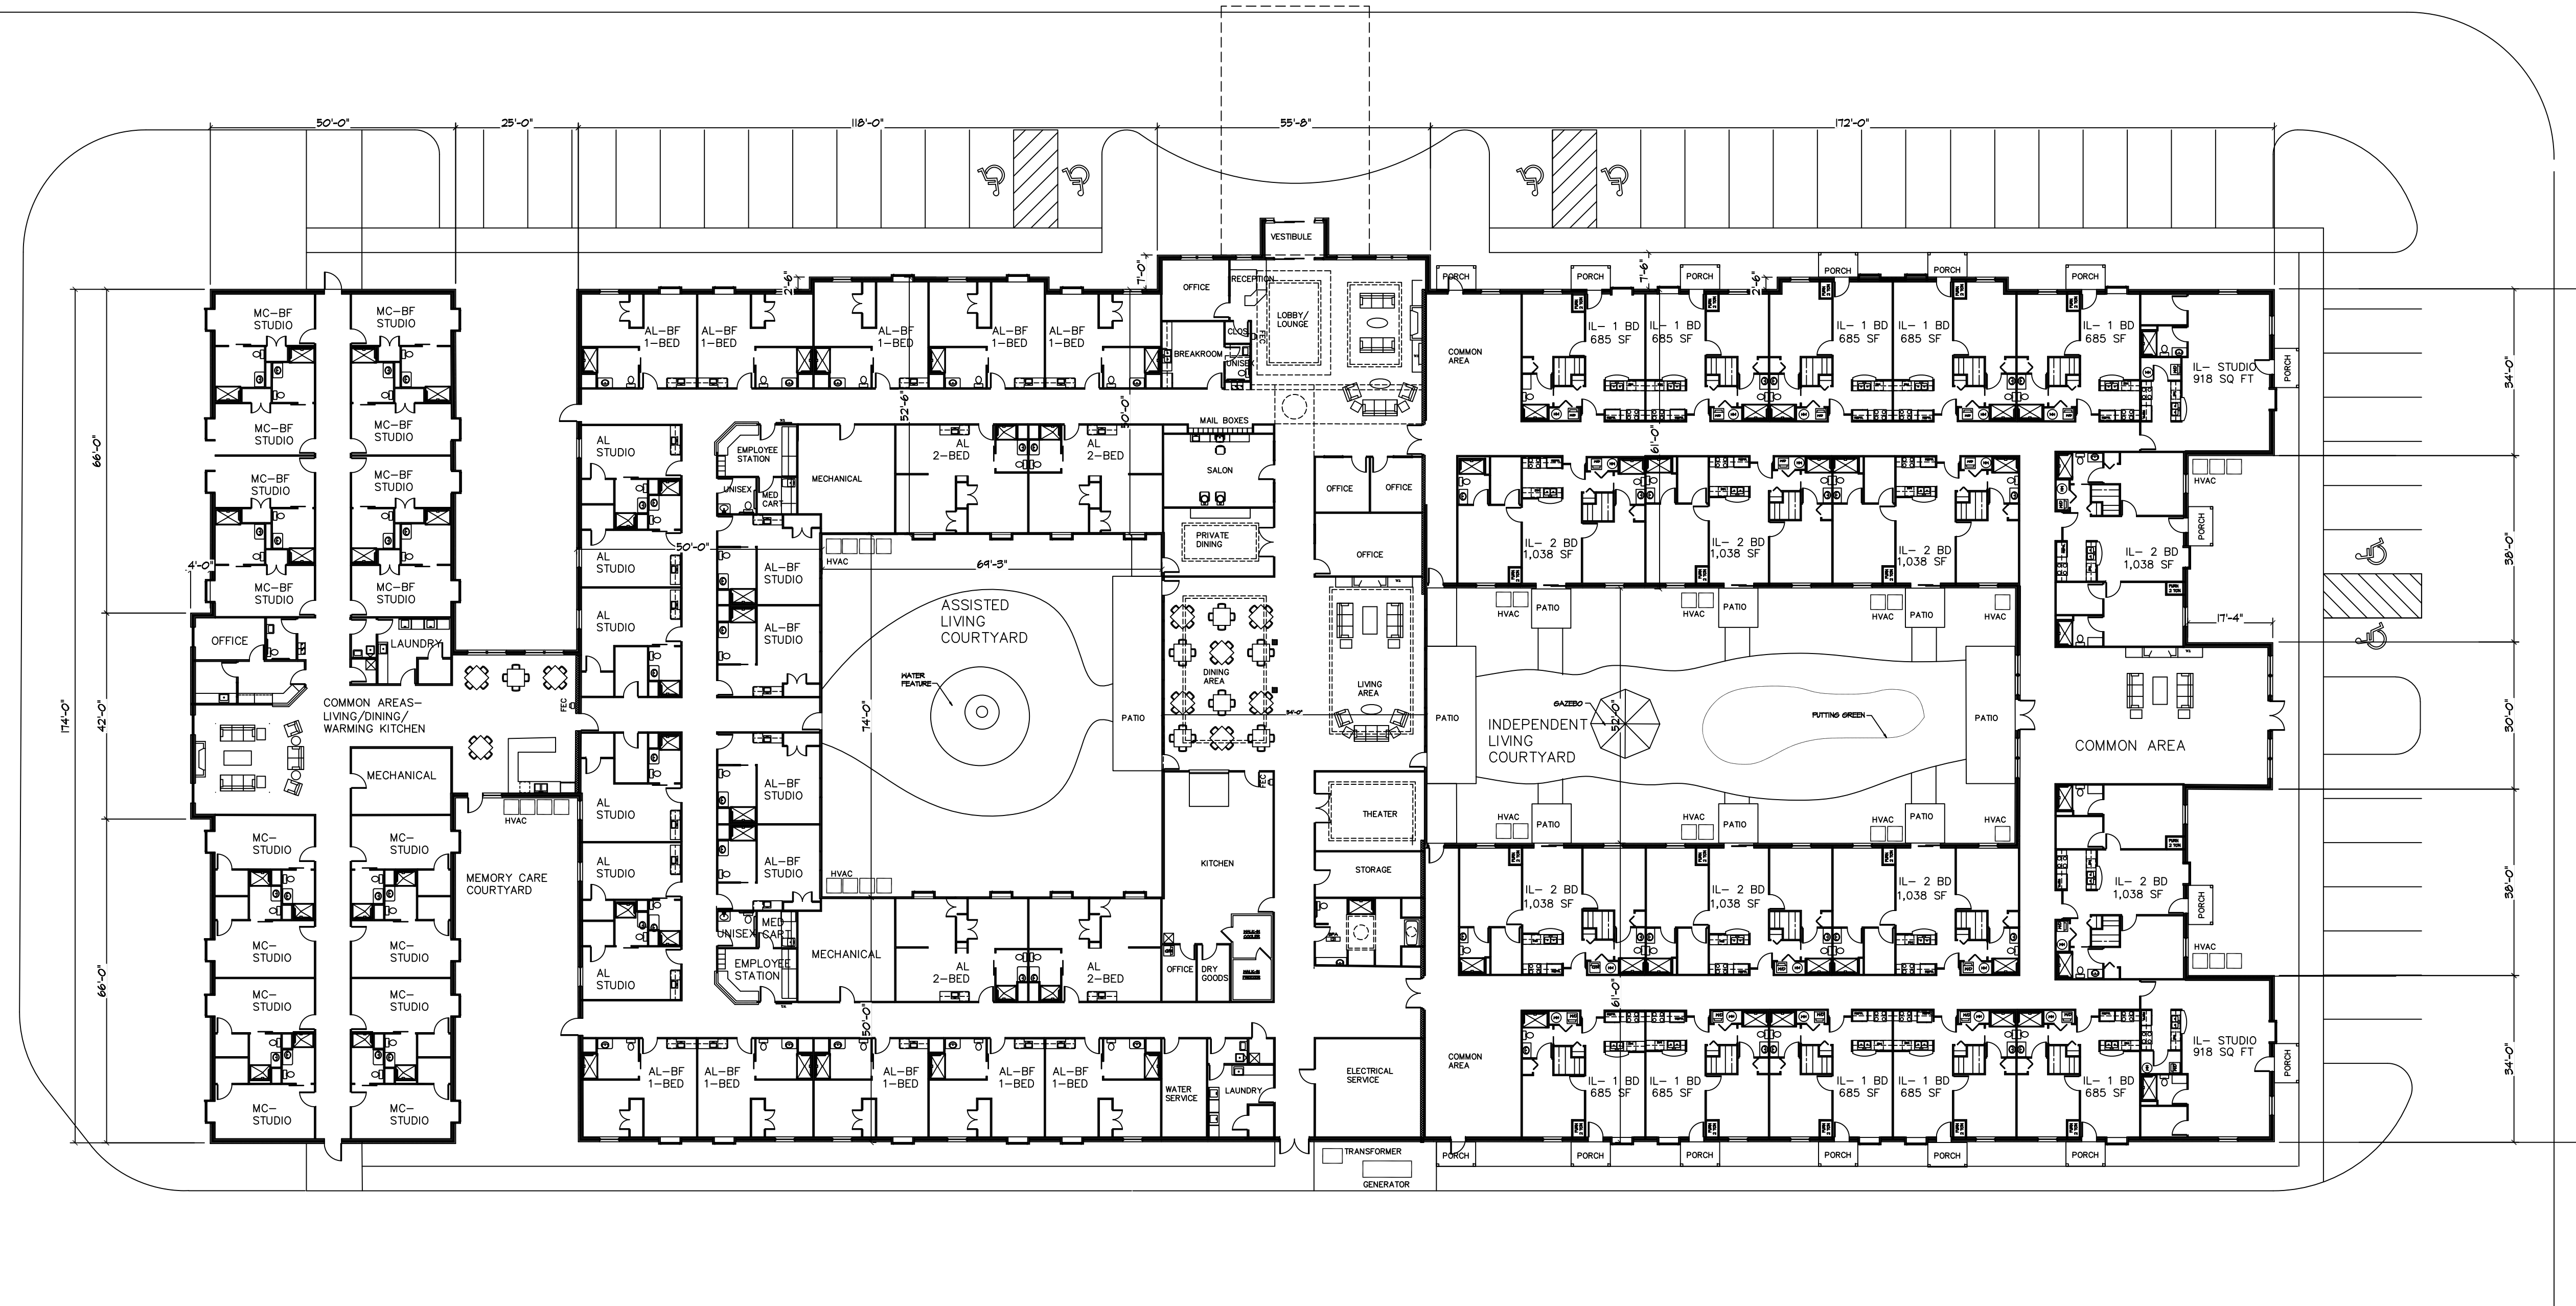 50'-0"
25'-0"
118'-0"
55'-8"
172'-0"
VESTIBULE
7'-0"
2'-6"
7'-6"
2'-6"
OFFICE
RECEPTION
LOBBY/
LOUNGE
CLOS
FEC
BREAKROOM
UNISEX
PORCH
PORCH
PORCH
PORCH
PORCH
PORCH
MC-BF
STUDIO
MC-BF
STUDIO
AL-BF
1-BED
AL-BF
1-BED
AL-BF
1-BED
AL-BF
1-BED
AL-BF
1-BED
COMMON
AREA
IL- 1 BD
685 SF
IL- 1 BD
685 SF
IL- 1 BD
685 SF
IL- 1 BD
685 SF
IL- 1 BD
685 SF
IL- STUDIO
918 SQ FT
PORCH
34'-0"
52'-6"
50'-0"
61'-0"
MC-BF
STUDIO
MC-BF
STUDIO
66'-0"
MAIL BOXES
AL
STUDIO
EMPLOYEE
STATION
UNISEX
MED
CART
MECHANICAL
AL
2-BED
AL
2-BED
SALON
OFFICE
OFFICE
HVAC
MC-BF
STUDIO
MC-BF
STUDIO
PRIVATE
DINING
OFFICE
IL- 2 BD
1,038 SF
IL- 2 BD
1,038 SF
IL- 2 BD
1,038 SF
IL- 2 BD
1,038 SF
PORCH
38'-0"
50'-0"
HVAC
69'-3"
AL
STUDIO
AL-BF
STUDIO
4'-0"
MC-BF
STUDIO
MC-BF
STUDIO
HVAC
PATIO
HVAC
PATIO
HVAC
PATIO
HVAC
17'-4"
AL
STUDIO
AL-BF
STUDIO
ASSISTED
LIVING
COURTYARD
OFFICE
LAUNDRY
WATER
FEATURE
DINING
AREA
LIVING
AREA
174'-0"
42'-0"
COMMON AREAS-
LIVING/DINING/
WARMING KITCHEN
FEC
74'-0"
PATIO
34'-0"
PATIO
GAZEBO
52'-0"
INDEPENDENT
LIVING
COURTYARD
PUTTING GREEN
PATIO
COMMON AREA
30'-0"
MECHANICAL
FEC
AL-BF
STUDIO
AL
STUDIO
HVAC
THEATER
HVAC
PATIO
HVAC
PATIO
HVAC
PATIO
HVAC
MC-
STUDIO
MC-
STUDIO
MEMORY CARE
COURTYARD
AL
STUDIO
AL-BF
STUDIO
HVAC
KITCHEN
STORAGE
IL- 2 BD
1,038 SF
IL- 2 BD
1,038 SF
IL- 2 BD
1,038 SF
IL- 2 BD
1,038 SF
PORCH
38'-0"
HVAC
MC-
STUDIO
MC-
STUDIO
66'-0"
UNISEX
MED
CART
EMPLOYEE
STATION
MECHANICAL
AL
STUDIO
AL
2-BED
AL
2-BED
OFFICE
DRY
GOODS
MC-
STUDIO
MC-
STUDIO
50'-0"
61'-0"
AL-BF
1-BED
AL-BF
1-BED
AL-BF
1-BED
AL-BF
1-BED
AL-BF
1-BED
WATER
SERVICE
LAUNDRY
ELECTRICAL
SERVICE
COMMON
AREA
IL- 1 BD
685 SF
IL- 1 BD
685 SF
IL- 1 BD
685 SF
IL- 1 BD
685 SF
IL- 1 BD
685 SF
IL- STUDIO
918 SQ FT
PORCH
34'-0"
MC-
STUDIO
MC-
STUDIO
TRANSFORMER
GENERATOR
PORCH
PORCH
PORCH
PORCH
PORCH
PORCH